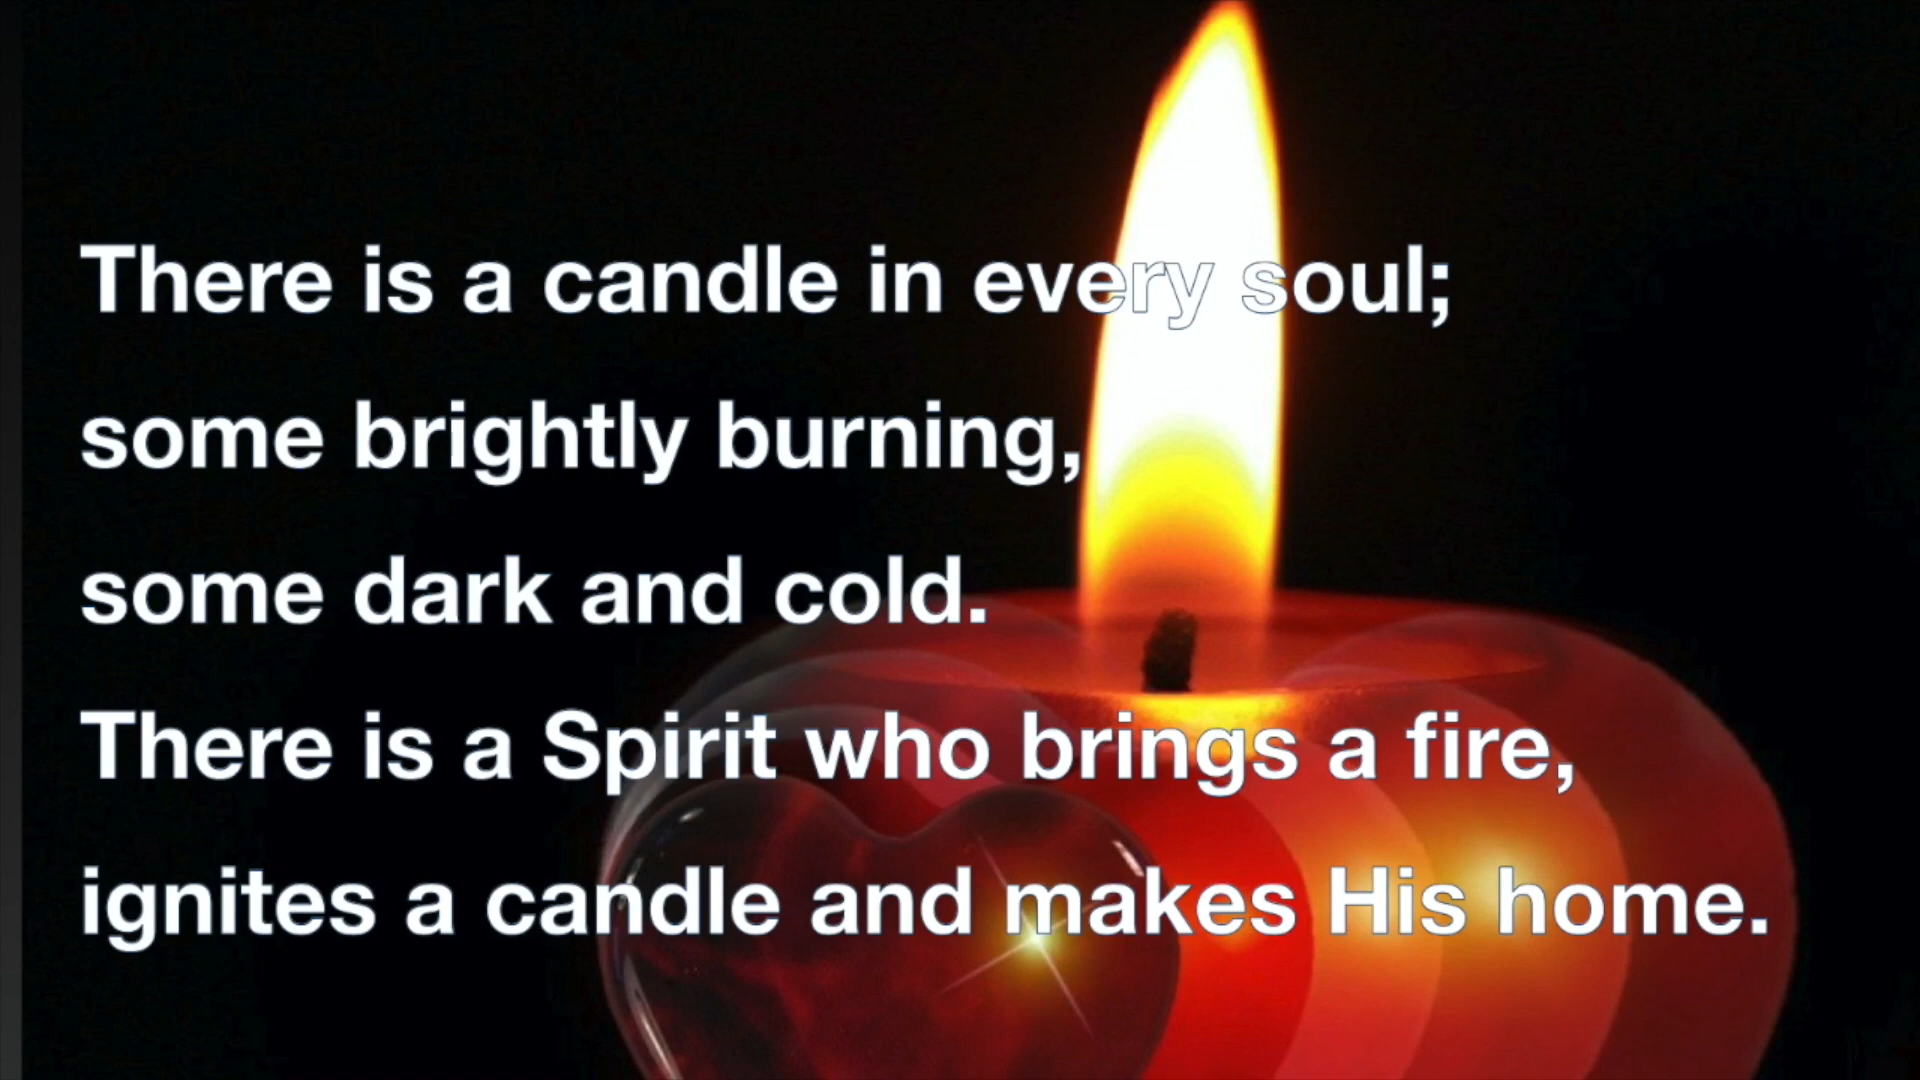 There is a candle in every soul;
some brightly burning,
some dark and cold.
There is a Spirit who brings a fire,
ignites a candle and makes His home.